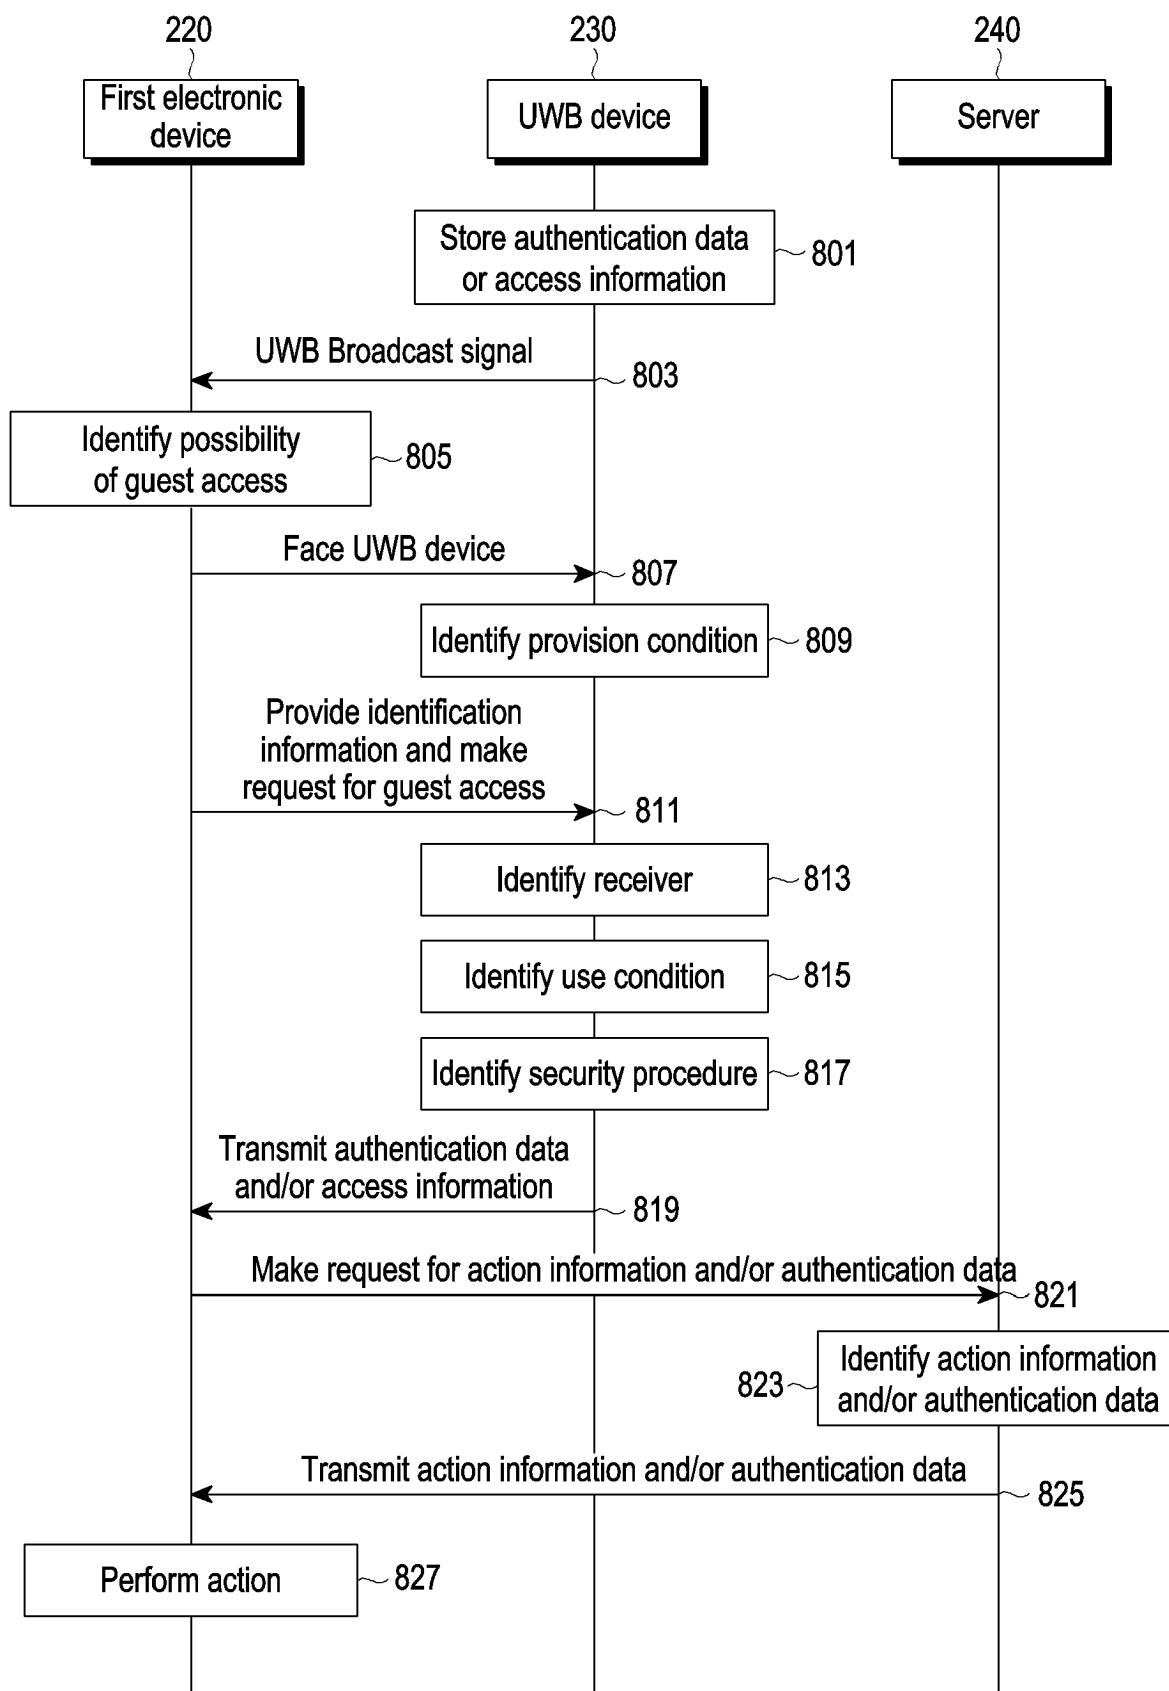 220
230
240
First electronic
device
UWB device
Server
Store authentication data
or access information
801
UWB Broadcast signal
803
Identify possibility
of guest access
805
Face UWB device
807
Identify provision condition
809
Provide identification
information and make
request for guest access
811
Identify receiver
813
Identify use condition
815
Identify security procedure
817
Transmit authentication data
and/or access information
819
Make request for action information and/or authentication data
821
Identify action information
and/or authentication data
823
Transmit action information and/or authentication data
825
Perform action
827